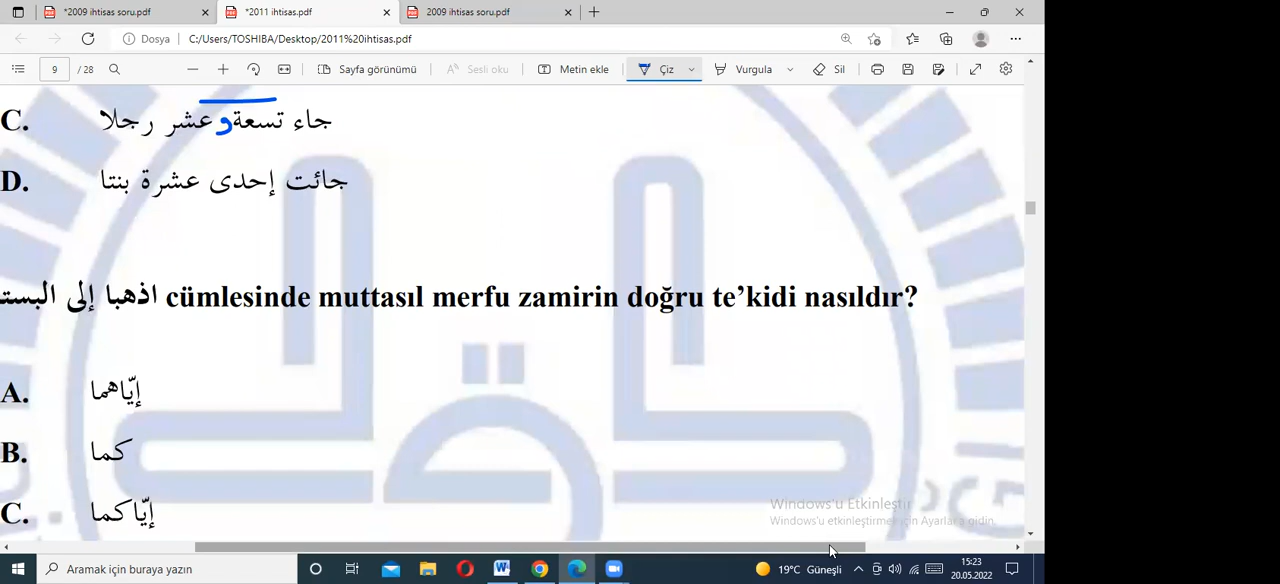 *2009 ihtisas soru.pdf
*2011 ihtisas.pdf
2009 ihtisas soru.pdf
Dosya
C:/Users/TOSHIBA/Desktop/2011%20ihtisas.pdf
9 / 28
Sayfa görünümü
Sesli oku
Metin ekle
Çiz
Vurgula
Sil
C. جاء تسعة و عشر رجلا
D. جائت إحدى عشرة بنتا
اذهبا إلى البست cümlesinde muttasıl merfu zamirin doğru te’kidi nasıldır?
A. إيّاهما
B. كما
C. إيّاكما
Windows'u Etkinleştir
Windows'u etkinleştirmek için Ayarlar'a gidin.
Aramak için buraya yazın
19°C Güneşli
15:23
20.05.2022